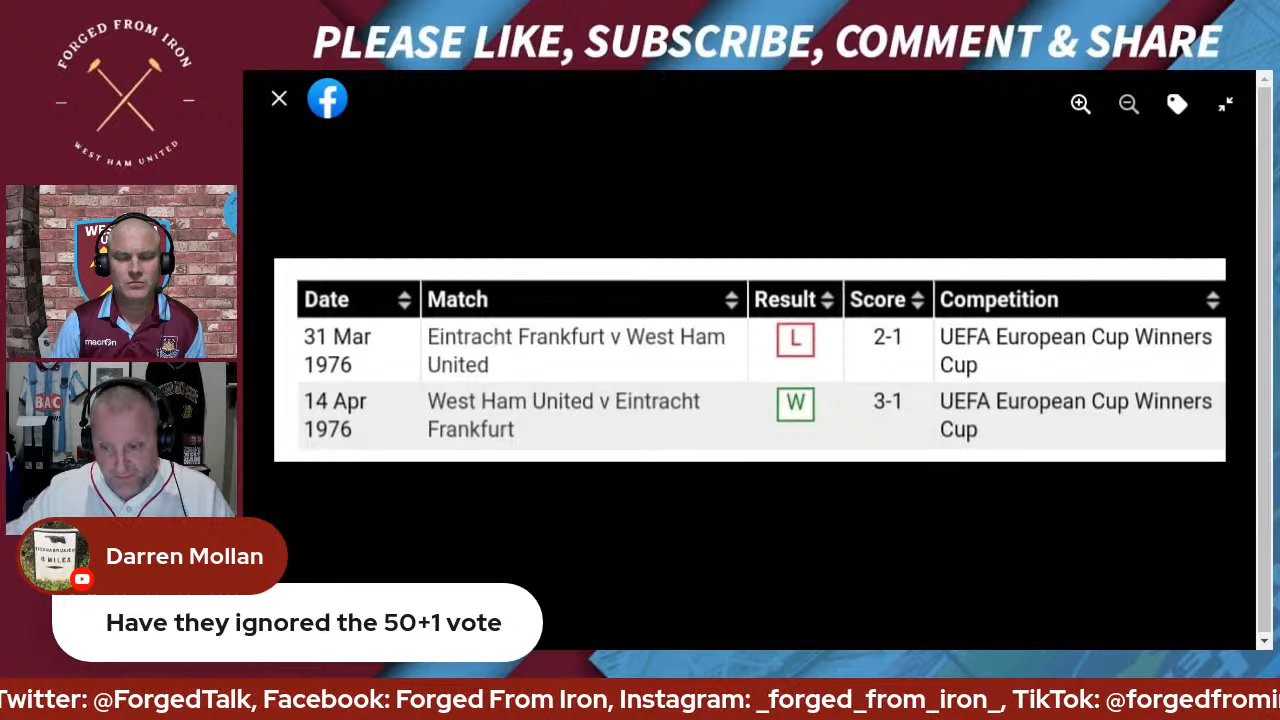 FORGED FROM IRON
WEST HAM UNITED
PLEASE LIKE, SUBSCRIBE, COMMENT & SHARE
Date Match Result Score Competition
31 Mar Eintracht Frankfurt v West Ham L 2-1 UEFA European Cup Winners
1976 United Cup
14 Apr West Ham United v Eintracht W 3-1 UEFA European Cup Winners
1976 Frankfurt Cup
macron
BAC
Darren Mollan
Have they ignored the 50+1 vote
Twitter: @ForgedTalk, Facebook: Forged From Iron, Instagram: _forged_from_iron_, TikTok: @forgedfromi